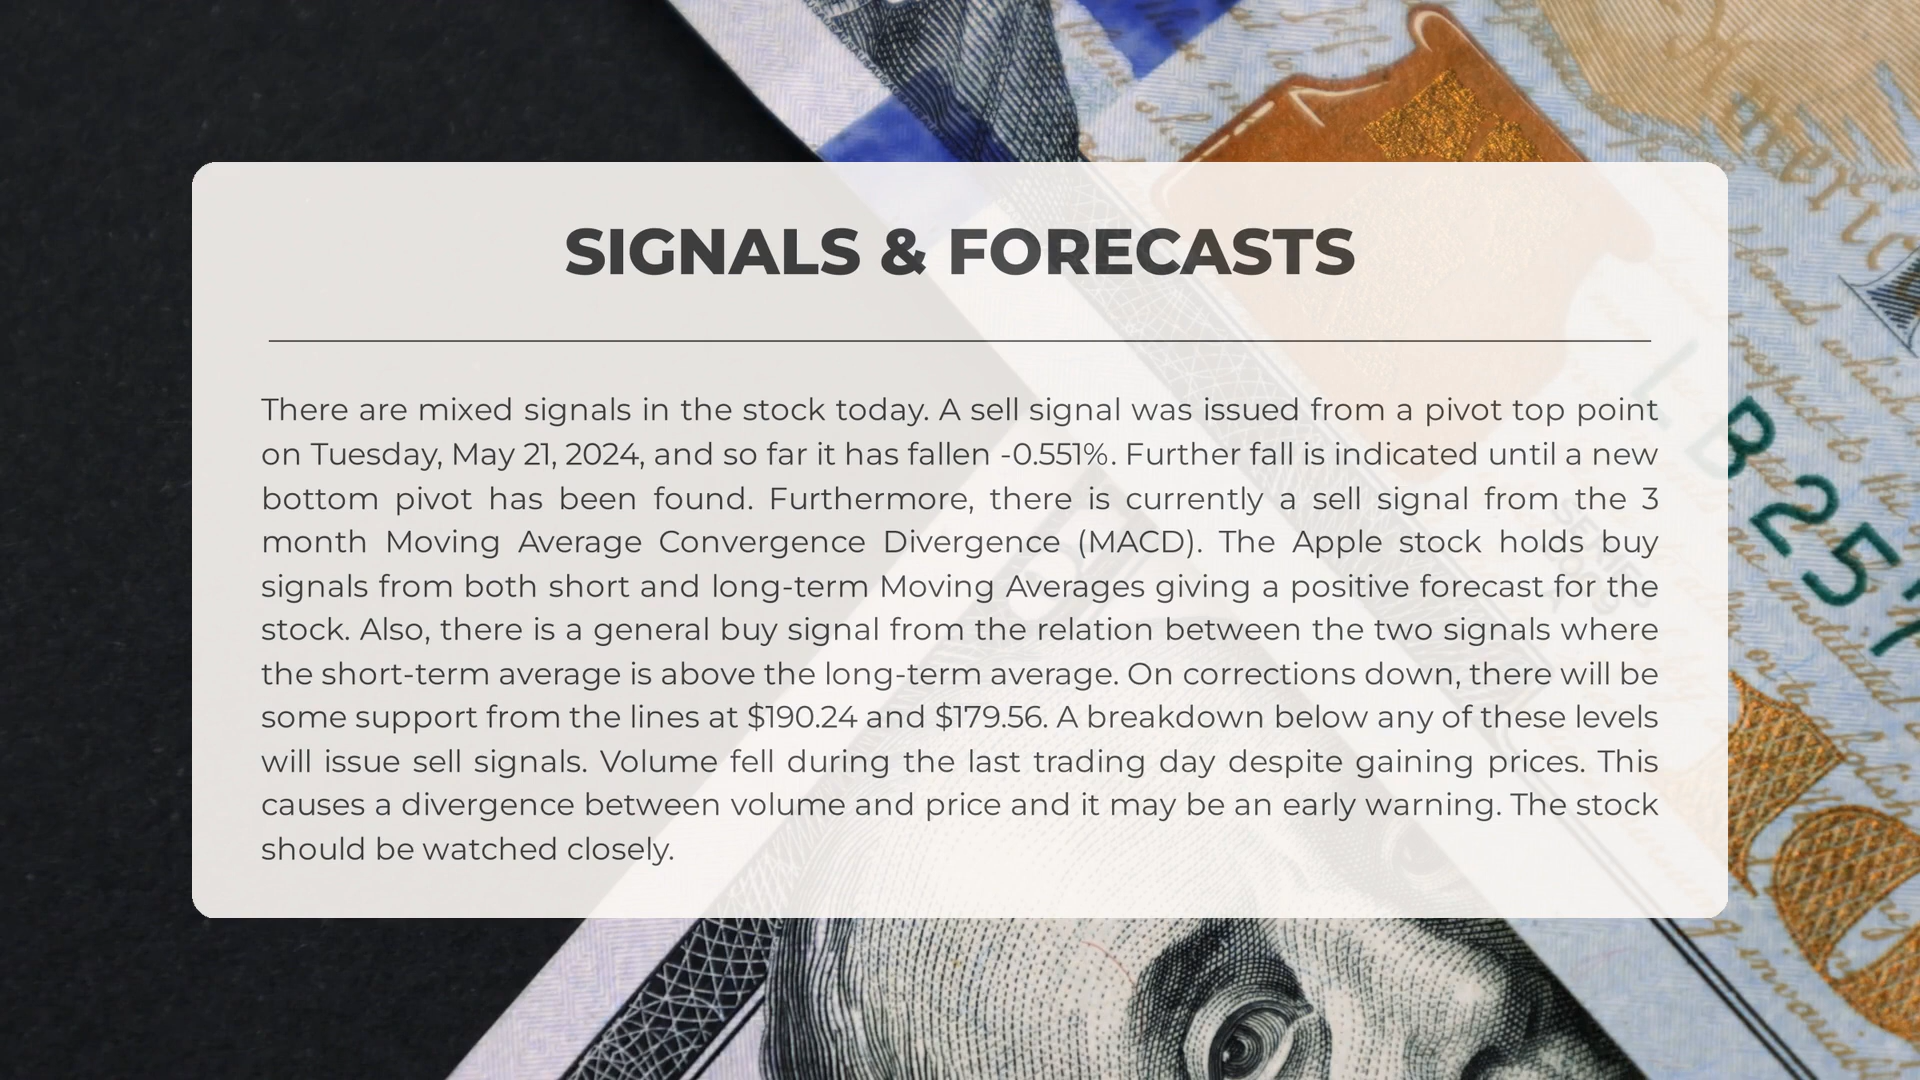 SIGNALS & FORECASTS
There are mixed signals in the stock today. A sell signal was issued from a pivot top point
on Tuesday, May 21, 2024, and so far it has fallen -0.551%. Further fall is indicated until a new
bottom pivot has been found. Furthermore, there is currently a sell signal from the 3
month Moving Average Convergence Divergence (MACD). The Apple stock holds buy
signals from both short and long-term Moving Averages giving a positive forecast for the
stock. Also, there is a general buy signal from the relation between the two signals where
the short-term average is above the long-term average. On corrections down, there will be
some support from the lines at $190.24 and $179.56. A breakdown below any of these levels
will issue sell signals. Volume fell during the last trading day despite gaining prices. This
causes a divergence between volume and price and it may be an early warning. The stock
should be watched closely.